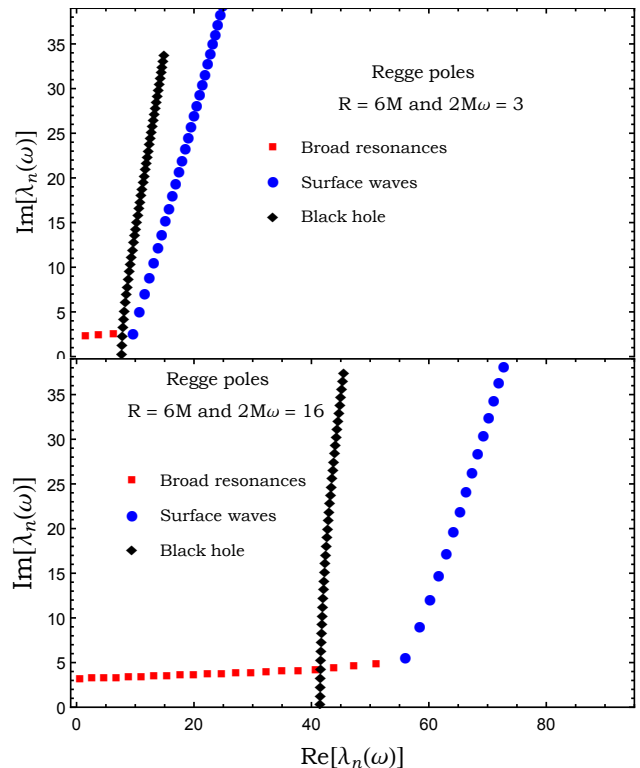 Im[λn(ω)]
35
30
25
20
15
10
5
0
Regge poles
R = 6M and 2Mω = 3
Broad resonances
Surface waves
Black hole
Im[λn(ω)]
35
30
25
20
15
10
5
0
Regge poles
R = 6M and 2Mω = 16
Broad resonances
Surface waves
Black hole
0 20 40 60 80
Re[λn(ω)]